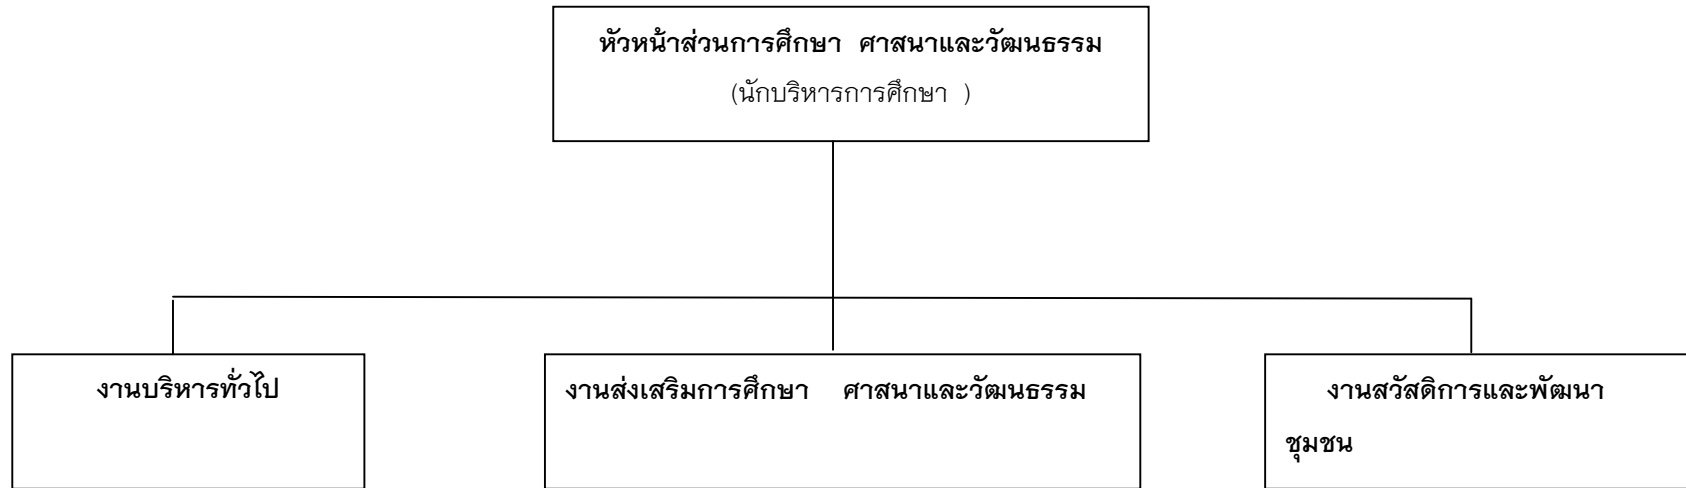 หัวหน้าส่วนการศึกษา ศาสนาและวัฒนธรรม
(นักบริหารการศึกษา )
งานบริหารทั่วไป
งานส่งเสริมการศึกษา ศาสนาและวัฒนธรรม
งานสวัสดิการและพัฒนา
ชุมชน